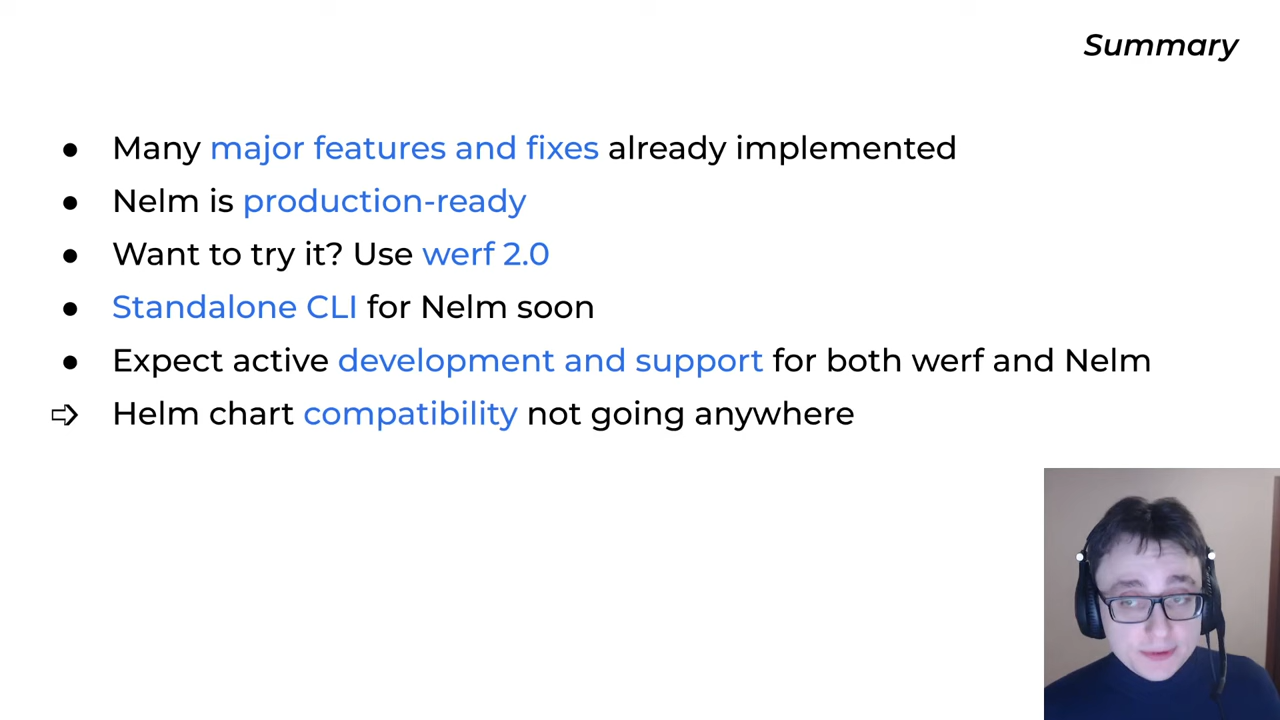 Summary
● Many major features and fixes already implemented
● Nelm is production-ready
● Want to try it? Use werf 2.0
● Standalone CLI for Nelm soon
● Expect active development and support for both werf and Nelm
⇨ Helm chart compatibility not going anywhere